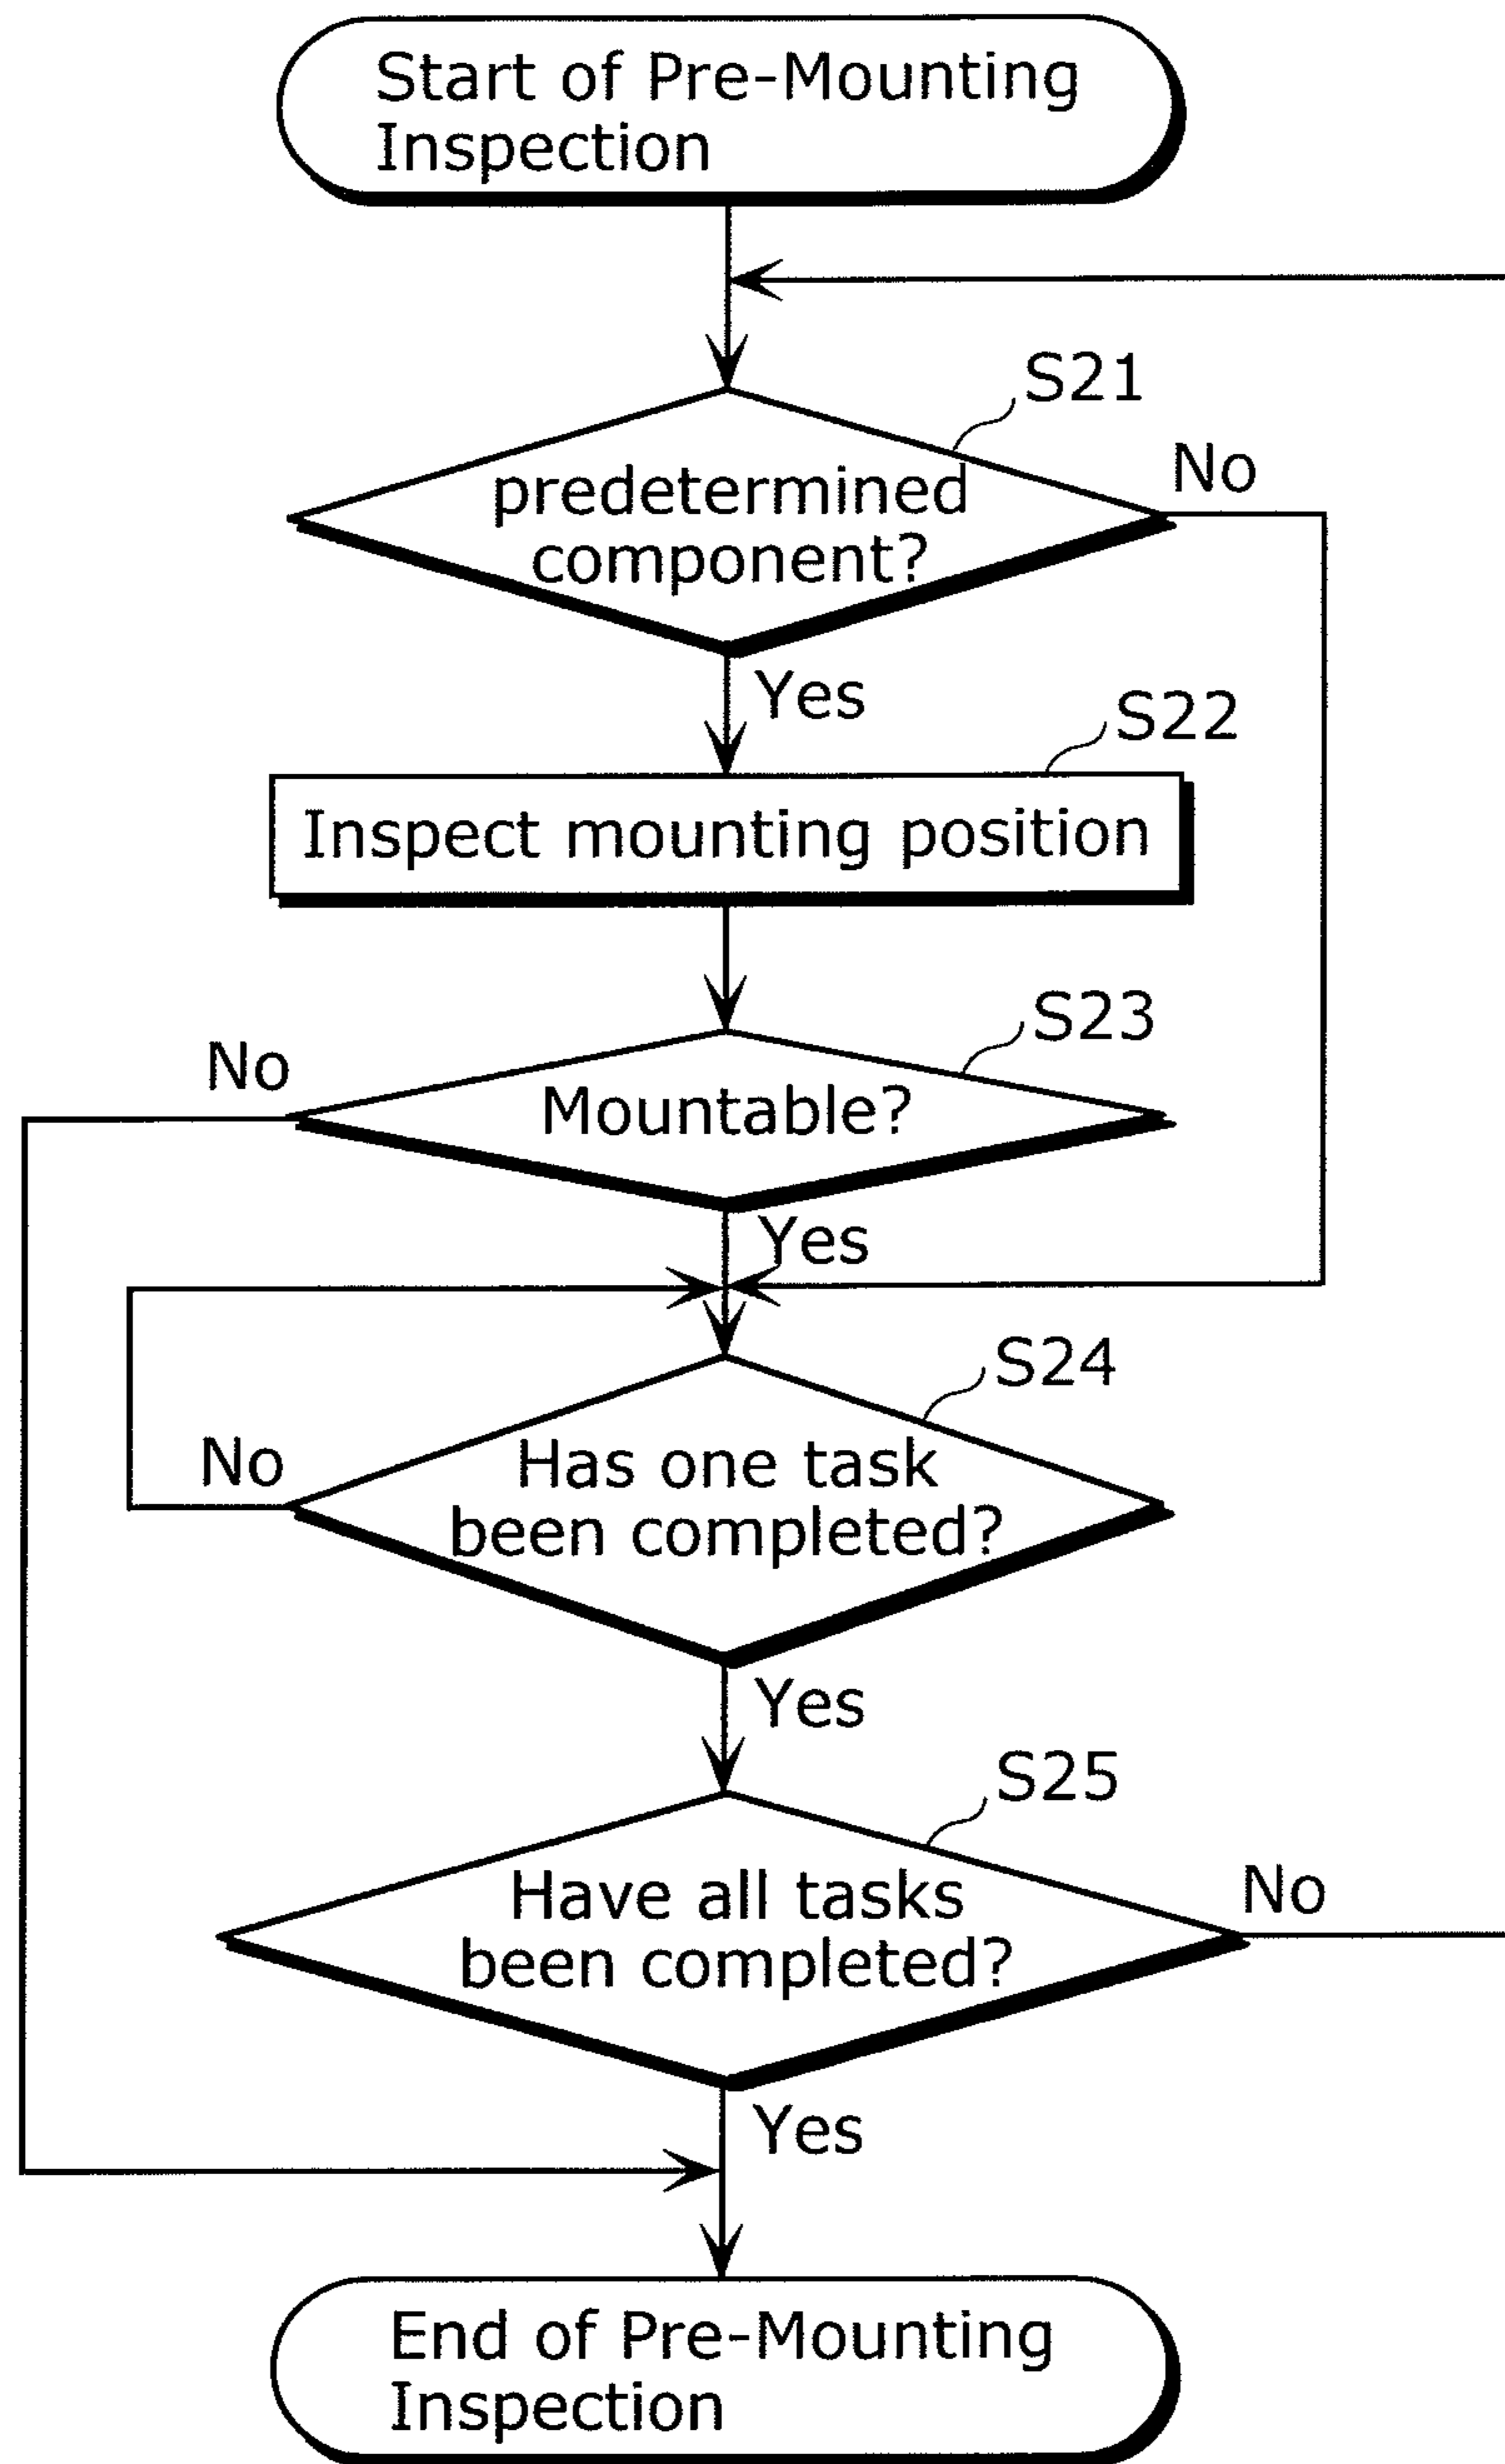 Start of Pre-Mounting
Inspection
S21
predetermined
component?
No
Yes
S22
Inspect mounting position
S23
No
Mountable?
Yes
S24
No
Has one task
been completed?
Yes
S25
Have all tasks
been completed?
No
Yes
End of Pre-Mounting
Inspection